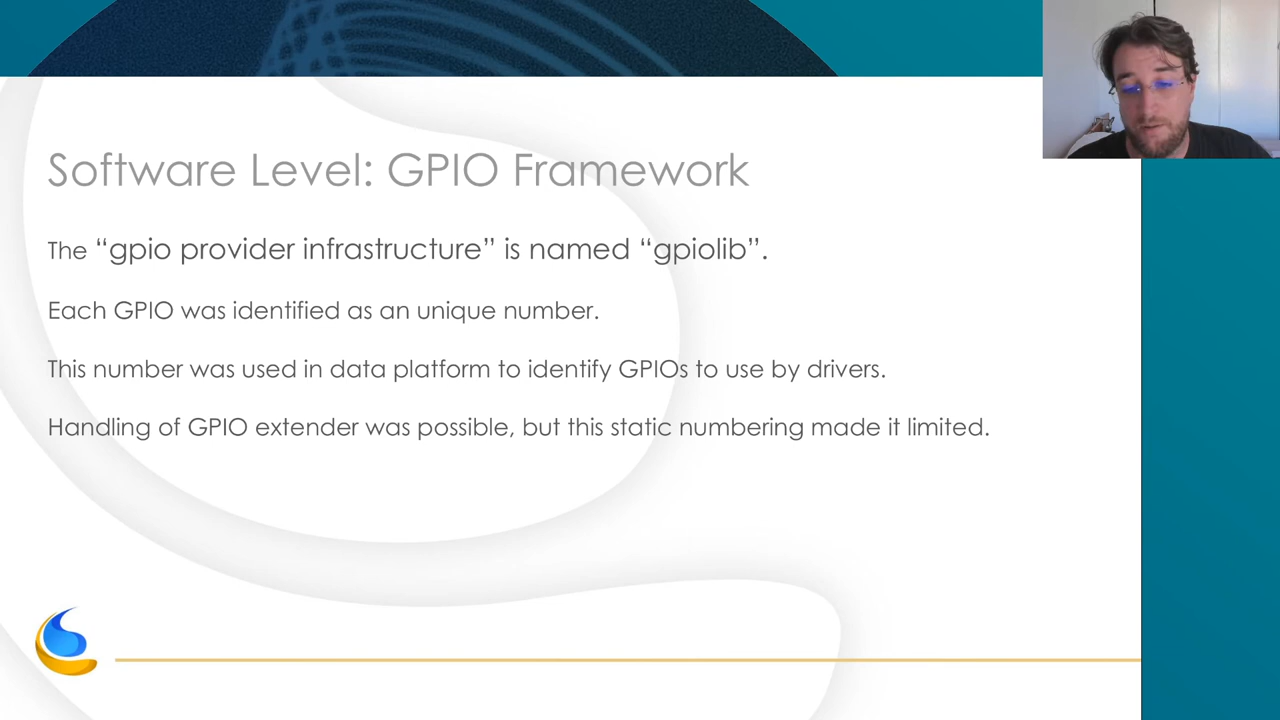 Software Level: GPIO Framework
The “gpio provider infrastructure” is named “gpiolib”.
Each GPIO was identified as an unique number.
This number was used in data platform to identify GPIOs to use by drivers.
Handling of GPIO extender was possible, but this static numbering made it limited.